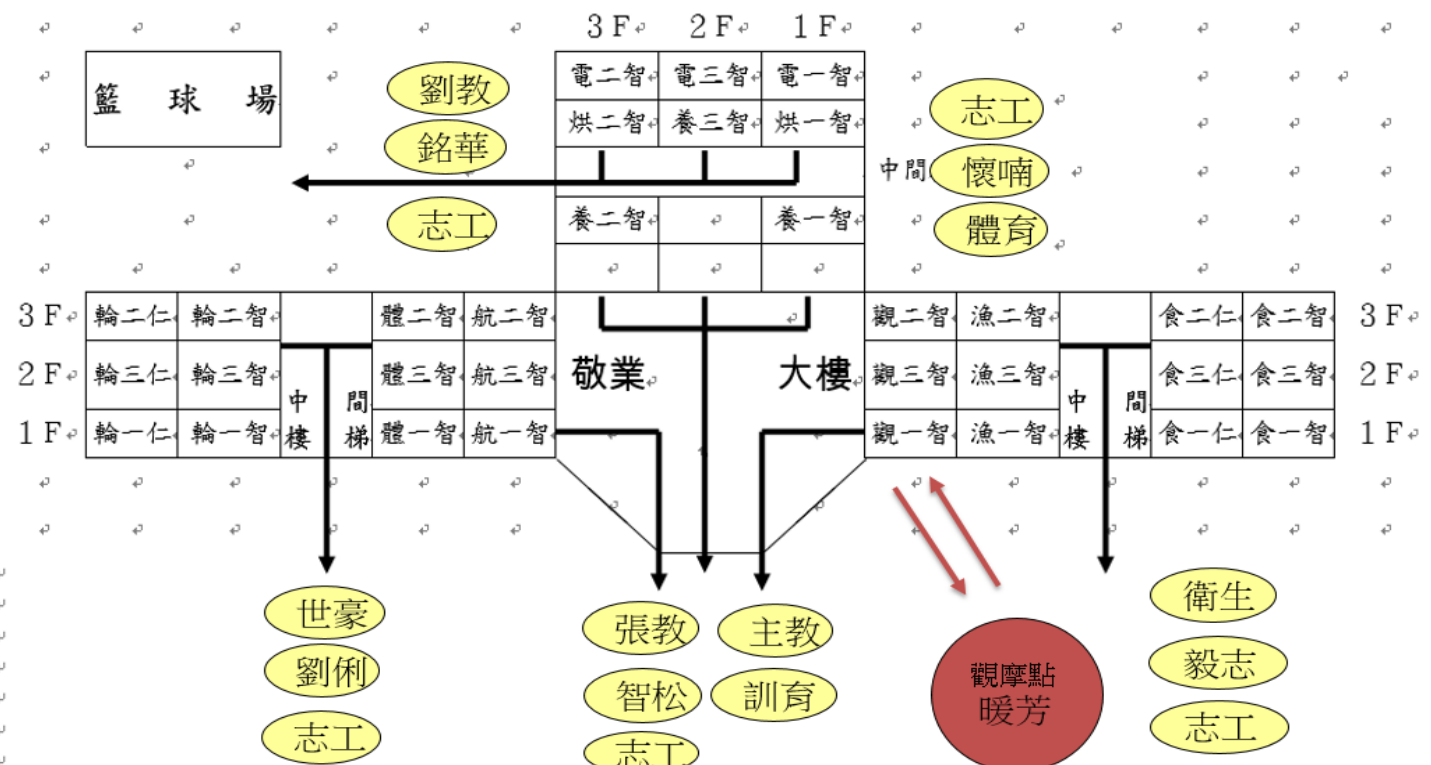 3F 2F 1F
電二智 電三智 電一智
籃 球 場
劉教
志工
烘二智 養三智 烘一智
銘華
中間
懷喃
志工
養二智 養一智
體育
3F 輪二仁 輪二智 體二智 航二智 觀二智 漁二智 食二仁 食二智 3F
2F 輪三仁 輪三智 體三智 航三智 敬業 大樓 觀三智 漁三智 食三仁 食三智 2F
中 間 中 間
1F 輪一仁 輪一智 樓 梯 體一智 航一智 觀一智 漁一智 樓 梯 食一仁 食一智 1F
世豪 張教 主教 衛生
劉俐 智松 訓育 觀摩點 毅志
暖芳
志工 志工 志工